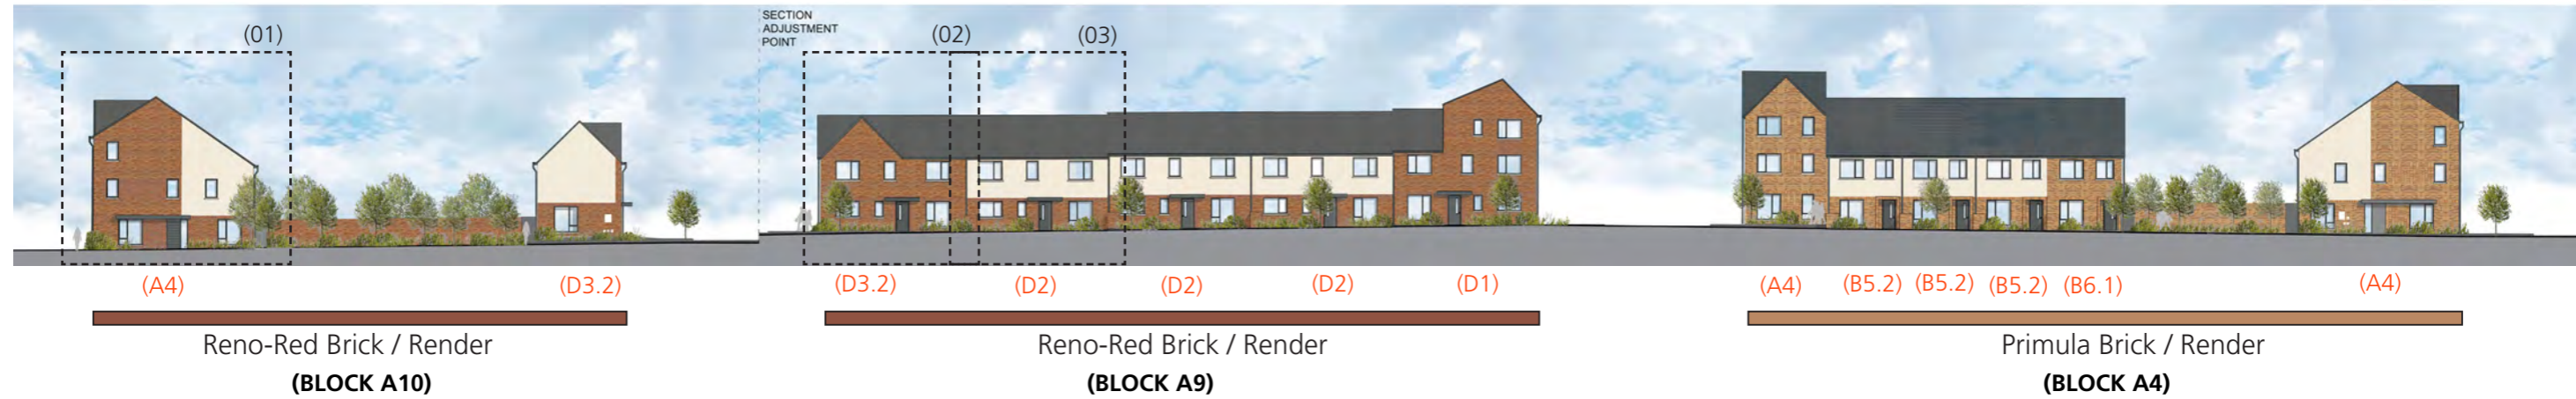 SECTION
ADJUSTMENT
POINT
(01)
(02)
(03)
(A4)
(D3.2)
(D3.2)
(D2)
(D2)
(D2)
(D1)
(A4)
(B5.2)
(B5.2)
(B5.2)
(B6.1)
(A4)
Reno-Red Brick / Render
(BLOCK A10)
Reno-Red Brick / Render
(BLOCK A9)
Primula Brick / Render
(BLOCK A4)